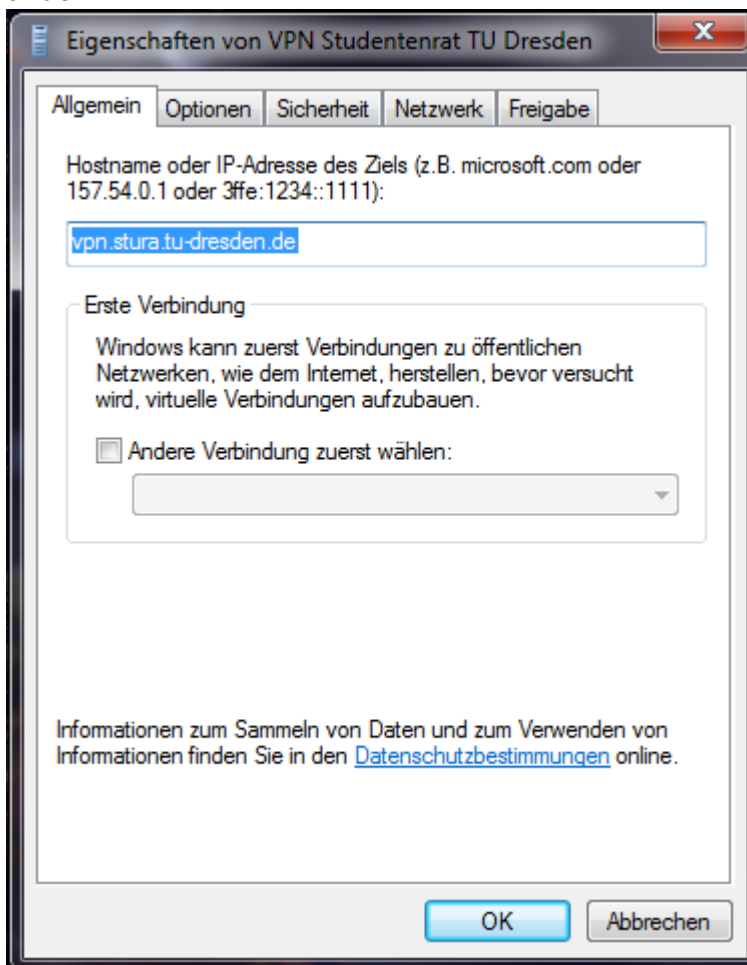 Eigenschaften von VPN Studentenrat TU Dresden
x
Allgemein Optionen Sicherheit Netzwerk Freigabe
Hostname oder IP-Adresse des Ziels (z.B. microsoft.com oder
157.54.0.1 oder 3ffe:1234::1111):
vpn.stura.tu-dresden.de
Erste Verbindung
Windows kann zuerst Verbindungen zu öffentlichen
Netzwerken, wie dem Internet, herstellen, bevor versucht
wird, virtuelle Verbindungen aufzubauen.
Andere Verbindung zuerst wählen:
Informationen zum Sammeln von Daten und zum Verwenden von
Informationen finden Sie in den Datenschutzbestimmungen online.
OK Abbrechen